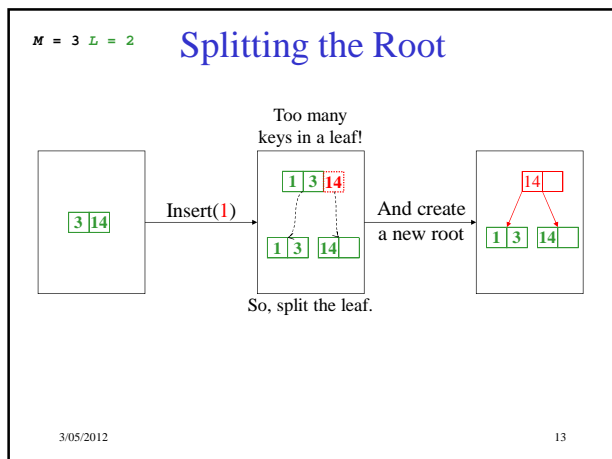 M = 3 L = 2
Splitting the Root
Too many
keys in a leaf!
3 14
Insert(1)
1 3 14
1 3 14
So, split the leaf.
And create
a new root
14
1 3 14
3/05/2012 13